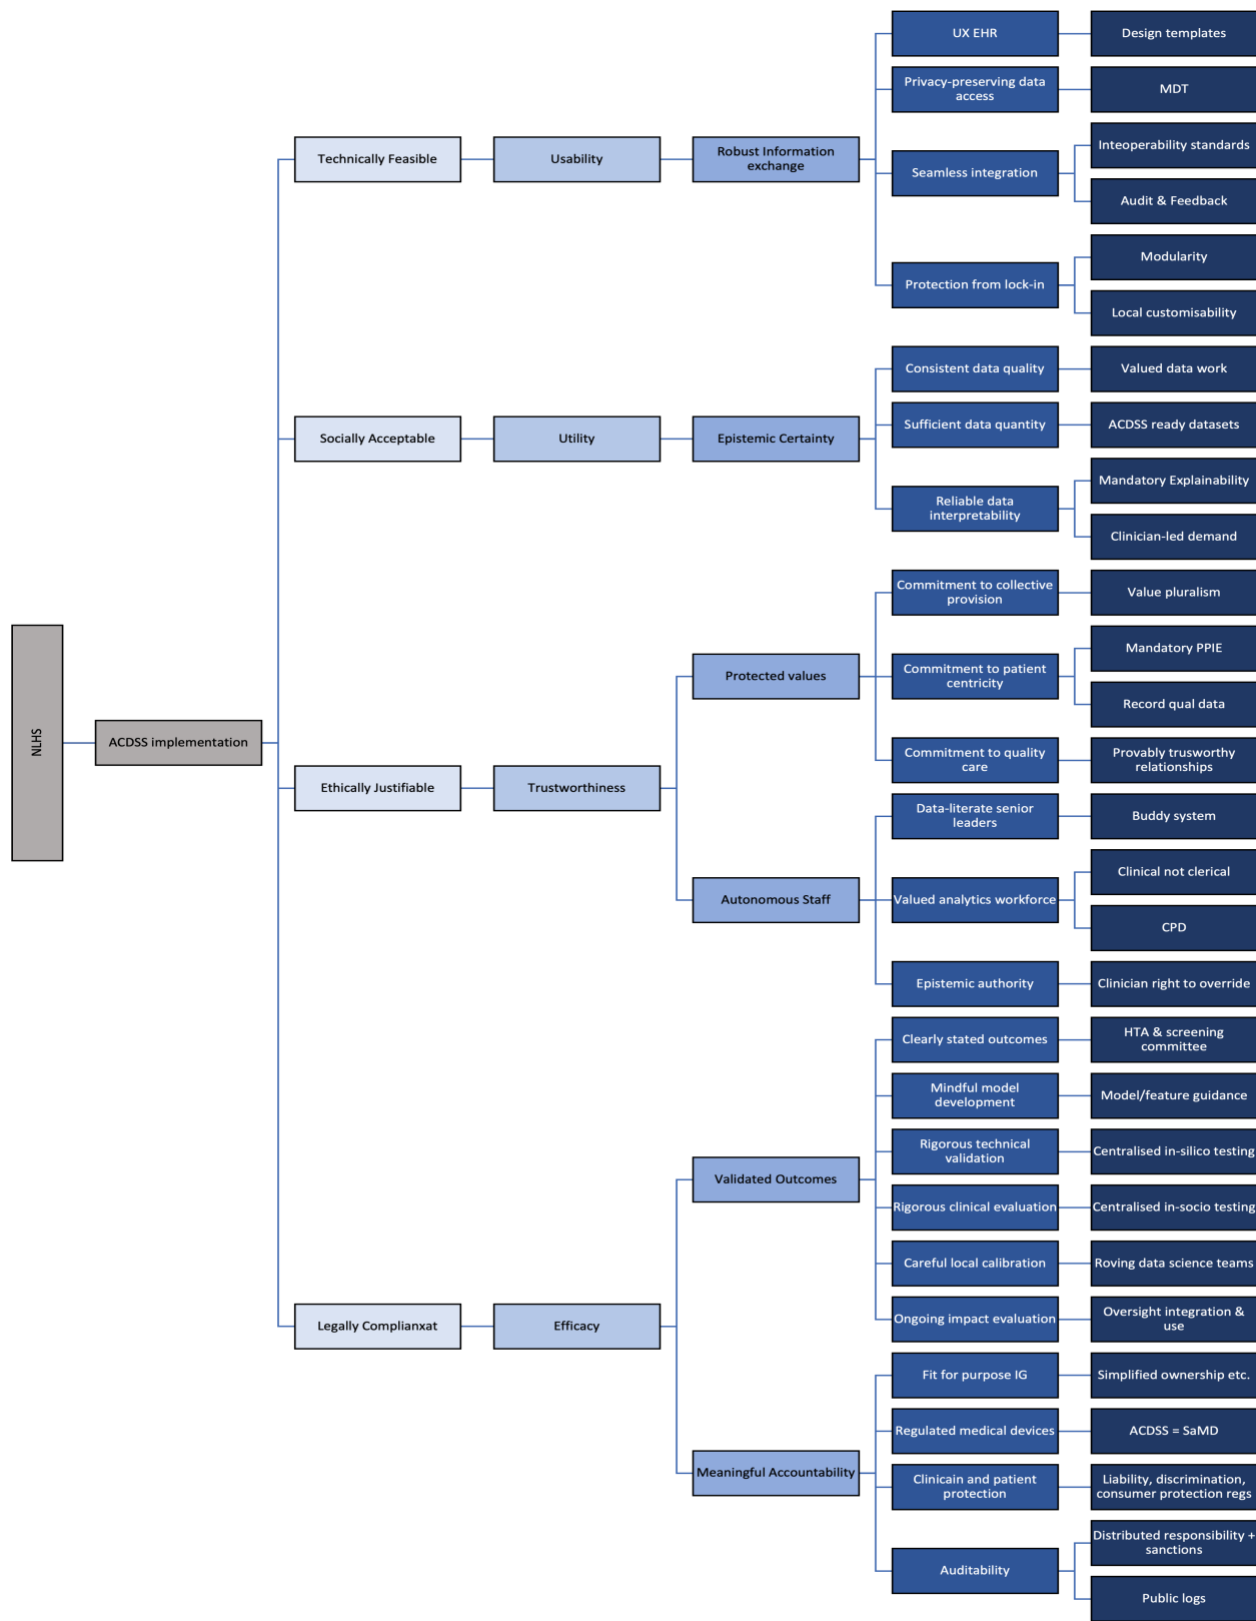 NLHS
ACDSS implementation
Technically Feasible
Usability
Robust Information
exchange
UX EHR
Design templates
Privacy-preserving data
access
MDT
Seamless integration
Inteoperability standards
Audit & Feedback
Protection from lock-in
Modularity
Local customisability
Socially Acceptable
Utility
Epistemic Certainty
Consistent data quality
Valued data work
Sufficient data quantity
ACDSS ready datasets
Reliable data
interpretability
Mandatory Explainability
Clinician-led demand
Ethically Justifiable
Trustworthiness
Protected values
Commitment to collective
provision
Value pluralism
Commitment to patient
centricity
Mandatory PPIE
Record qual data
Commitment to quality
care
Provably trustworthy
relationships
Autonomous Staff
Data-literate senior
leaders
Buddy system
Valued analytics workforce
Clinical not clerical
CPD
Epistemic authority
Clinician right to override
Legally Complianxat
Efficacy
Validated Outcomes
Clearly stated outcomes
HTA & screening
committee
Mindful model
development
Model/feature guidance
Rigorous technical
validation
Centralised in-silico testing
Rigorous clinical evaluation
Centralised in-socio testing
Careful local calibration
Roving data science teams
Ongoing impact evaluation
Oversight integration &
use
Meaningful Accountability
Fit for purpose IG
Simplified ownership etc.
Regulated medical devices
ACDSS = SaMD
Clinicain and patient
protection
Liability, discrimination,
consumer protection regs
Auditability
Distributed responsibility +
sanctions
Public logs